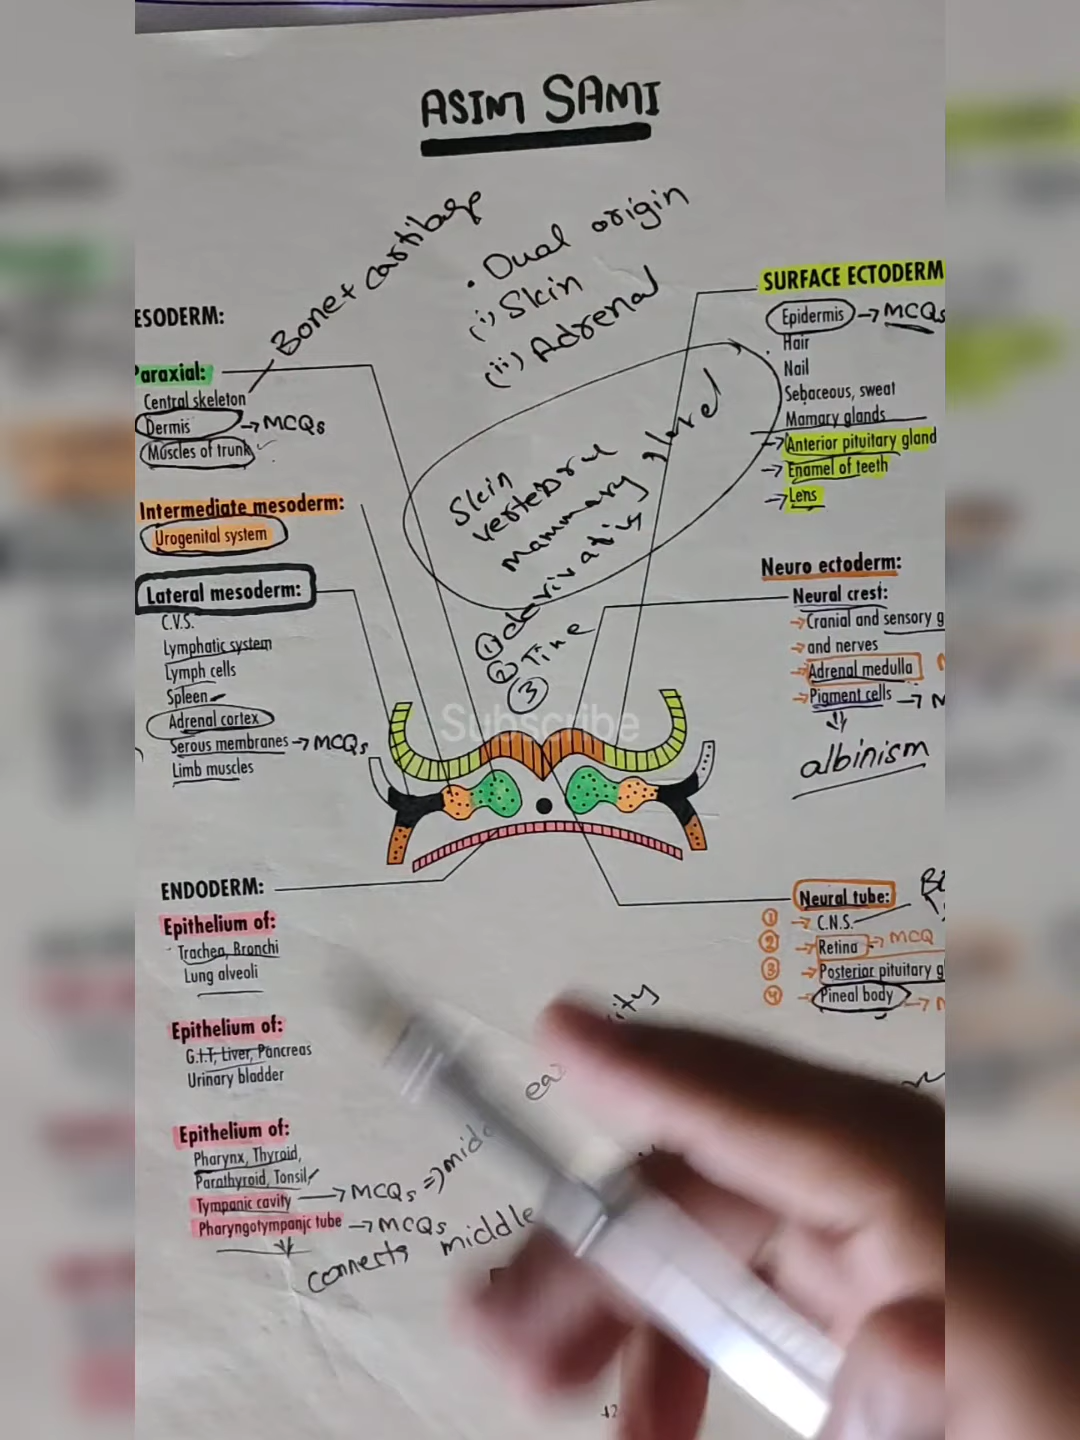 ASIM SAMI
Bone + cartilage
• Dual origin
(i) Skin
(ii) Adrenal
ESODERM:
Paraxial:
Central skeleton
Dermis → MCQs
Muscles of trunk
Intermediate mesoderm:
Urogenital system
Lateral mesoderm:
C.V.S.
Lymphatic system
Lymph cells
Spleen
Adrenal cortex
Serous membranes → MCQs
Limb muscles
Skin
mammary gland
①
②
③
Subscribe
SURFACE ECTODERM
Epidermis → MCQs
Hair
Nail
Sebaceous, sweat
Mamary glands
→ Anterior pituitary gland
→ Enamel of teeth
→ Lens
Neuro ectoderm:
Neural crest:
→ Cranial and sensory g
→ and nerves
→ Adrenal medulla
→ Pigment cells → M
albinism
ENDODERM:
Epithelium of:
Trachea, Bronchi
Lung alveoli
Epithelium of:
G.I.T, Liver, Pancreas
Urinary bladder
Epithelium of:
Pharynx, Thyroid,
Parathyroid, Tonsil
Tympanic cavity → MCQs ⇒
Pharyngotympanic tube → MCQs
connects middle
Neural tube:
① → C.N.S.
② → Retina → MCQ
③ → Posterior pituitary g
④ → Pineal body → M
42